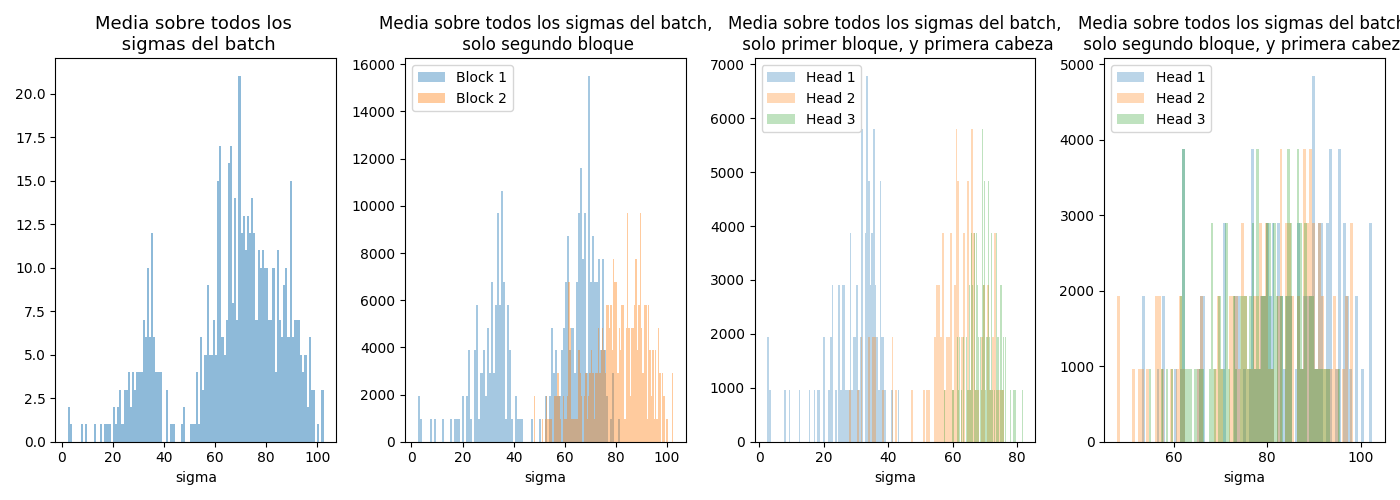 Media sobre todos los
sigmas del batch
20.0
17.5
15.0
12.5
10.0
7.5
5.0
2.5
0.0
0 20 40 60 80 100
sigma
Media sobre todos los sigmas del batch,
solo segundo bloque
Block 1
Block 2
16000
14000
12000
10000
8000
6000
4000
2000
0
0 20 40 60 80 100
sigma
Media sobre todos los sigmas del batch,
solo primer bloque, y primera cabeza
Head 1
Head 2
Head 3
7000
6000
5000
4000
3000
2000
1000
0
0 20 40 60 80
sigma
Media sobre todos los sigmas del batch
solo segundo bloque, y primera cabez
Head 1
Head 2
Head 3
5000
4000
3000
2000
1000
0
60 80 100
sigma